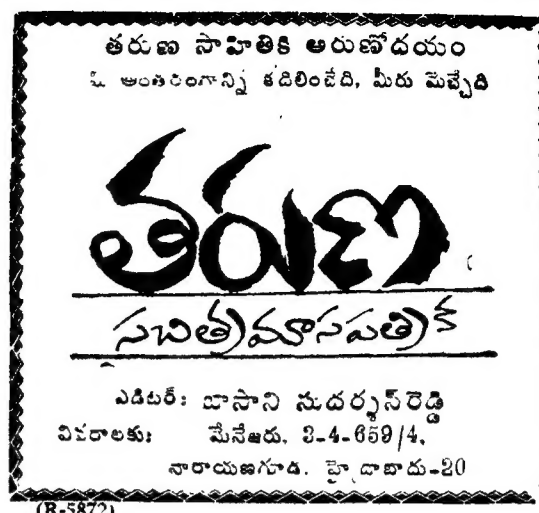 తరుణ సాహితికి అరుణోదయం
మీ అంతరంగాన్ని కదిలించేది, మీరు మెచ్చేది
తరుణ
సచిత్రమాసపత్రిక
ఎడిటర్: బాసాని సుదర్శన్‌రెడ్డి
వివరాలకు: మేనేజరు. 3-4-659/4,
నారాయణగూడ. హైదాబాదు-20
(R-5872)